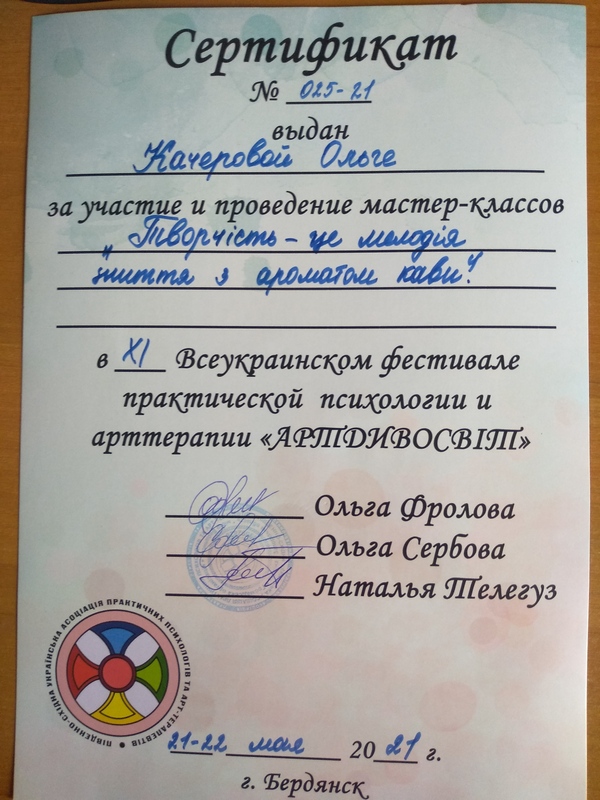 Сертификат
№ 025-21
выдан
Качеровой Ольге
за участие и проведение мастер-классов
"Творчість – це мелодія
життя з ароматом кави"
в XI Всеукраинском фестивале
практической психологии и
арттерапии «АРТДИВОСВІТ»
Ольга Фролова
Ольга Сербова
Наталья Телегуз
ПІВДЕННО-СХІДНА УКРАЇНСЬКА АСОЦІАЦІЯ ПРАКТИЧНИХ ПСИХОЛОГІВ ТА АРТ-ТЕРАПЕВТІВ
21-22 мая 2021 г.
г. Бердянск